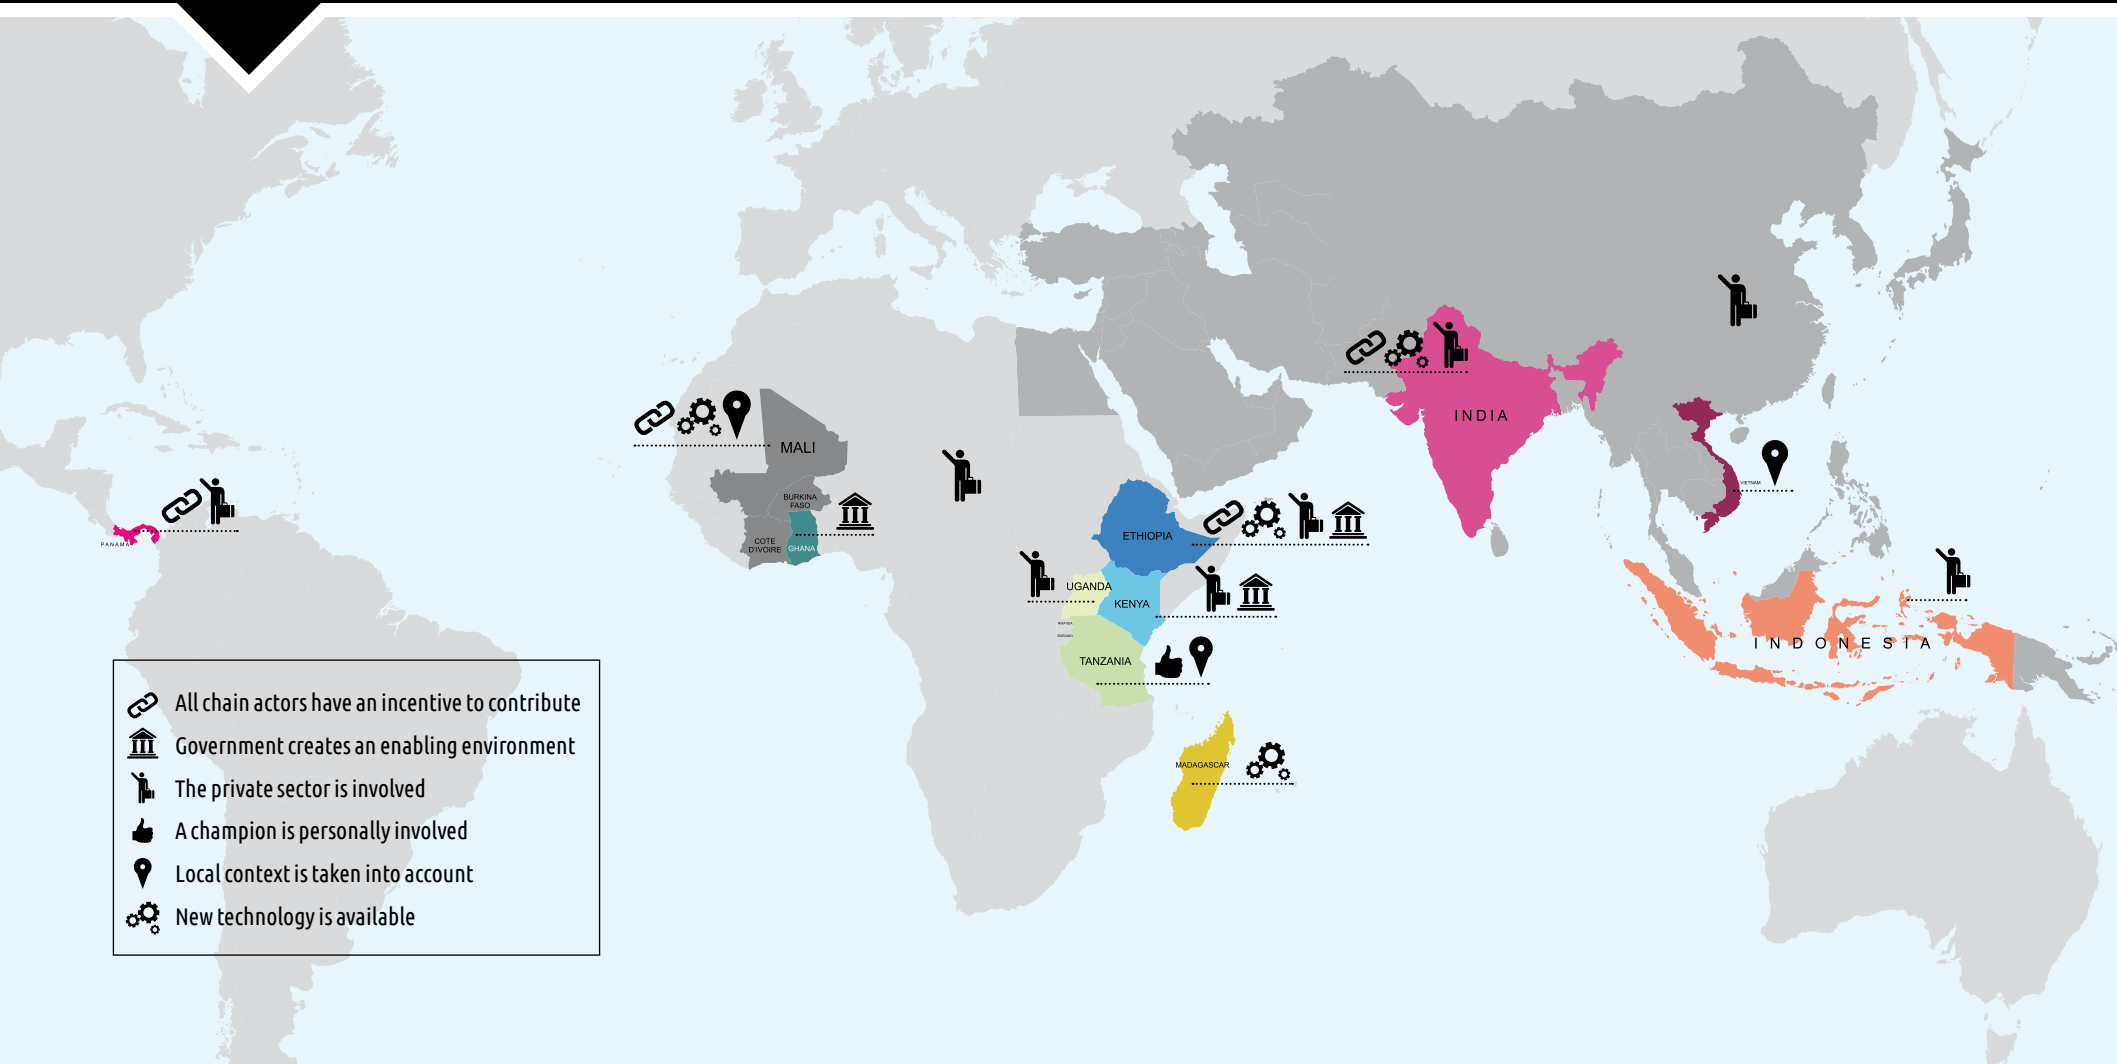 INDIA
MALI
VIETNAM
BURKINA
FASO
PANAMA
ETHIOPIA
COTE
D'IVOIRE
GHANA
UGANDA
KENYA
RWANDA
BURUNDI
INDONESIA
TANZANIA
MADAGASCAR
All chain actors have an incentive to contribute
Government creates an enabling environment
The private sector is involved
A champion is personally involved
Local context is taken into account
New technology is available